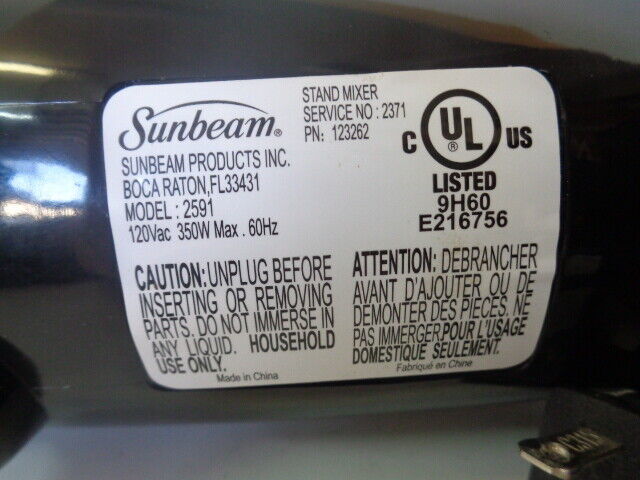 Sunbeam®
STAND MIXER
SERVICE NO : 2371
PN: 123262
SUNBEAM PRODUCTS INC.
BOCA RATON,FL33431
MODEL : 2591
120Vac 350W Max . 60Hz
C UL® US
LISTED
9H60
E216756
CAUTION: UNPLUG BEFORE
INSERTING OR REMOVING
PARTS. DO NOT IMMERSE IN
ANY LIQUID. HOUSEHOLD
USE ONLY.
Made in China
ATTENTION: DEBRANCHER
AVANT D'AJOUTER OU DE
DEMONTER DES PIECES. NE
PAS IMMERGER POUR L'USAGE
DOMESTIQUE SEULEMENT.
Fabriqué en Chine